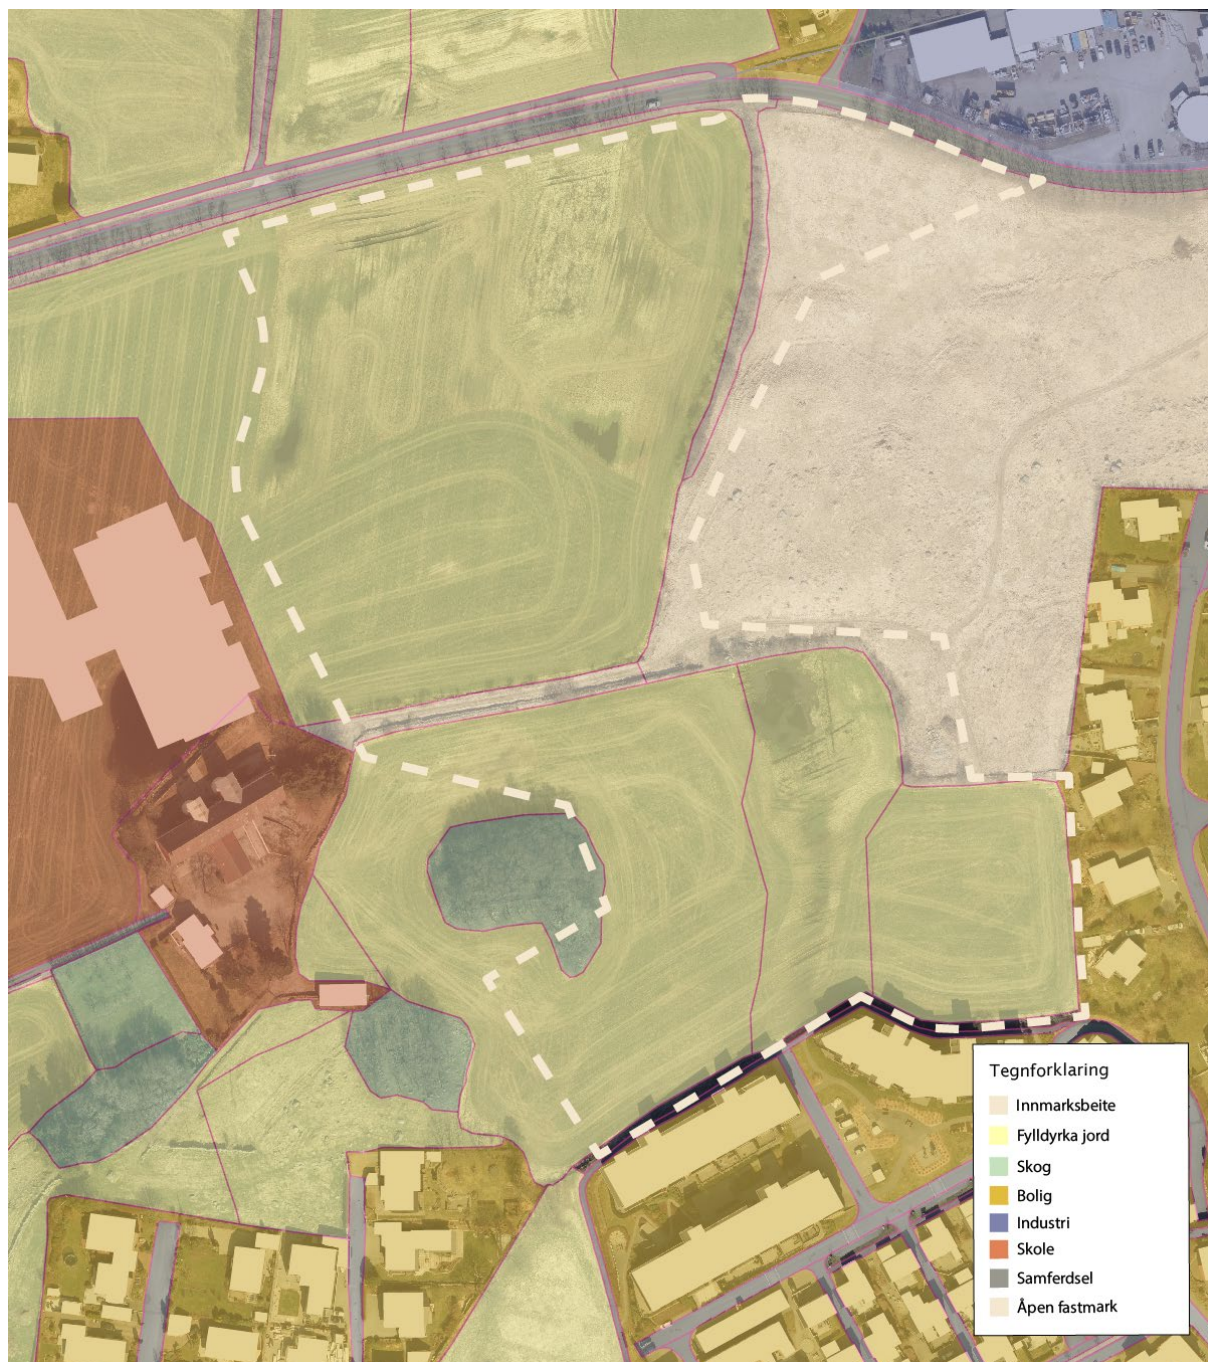 Tegnforklaring
Innmarksbeite
Fylldyrka jord
Skog
Bolig
Industri
Skole
Samferdsel
Åpen fastmark